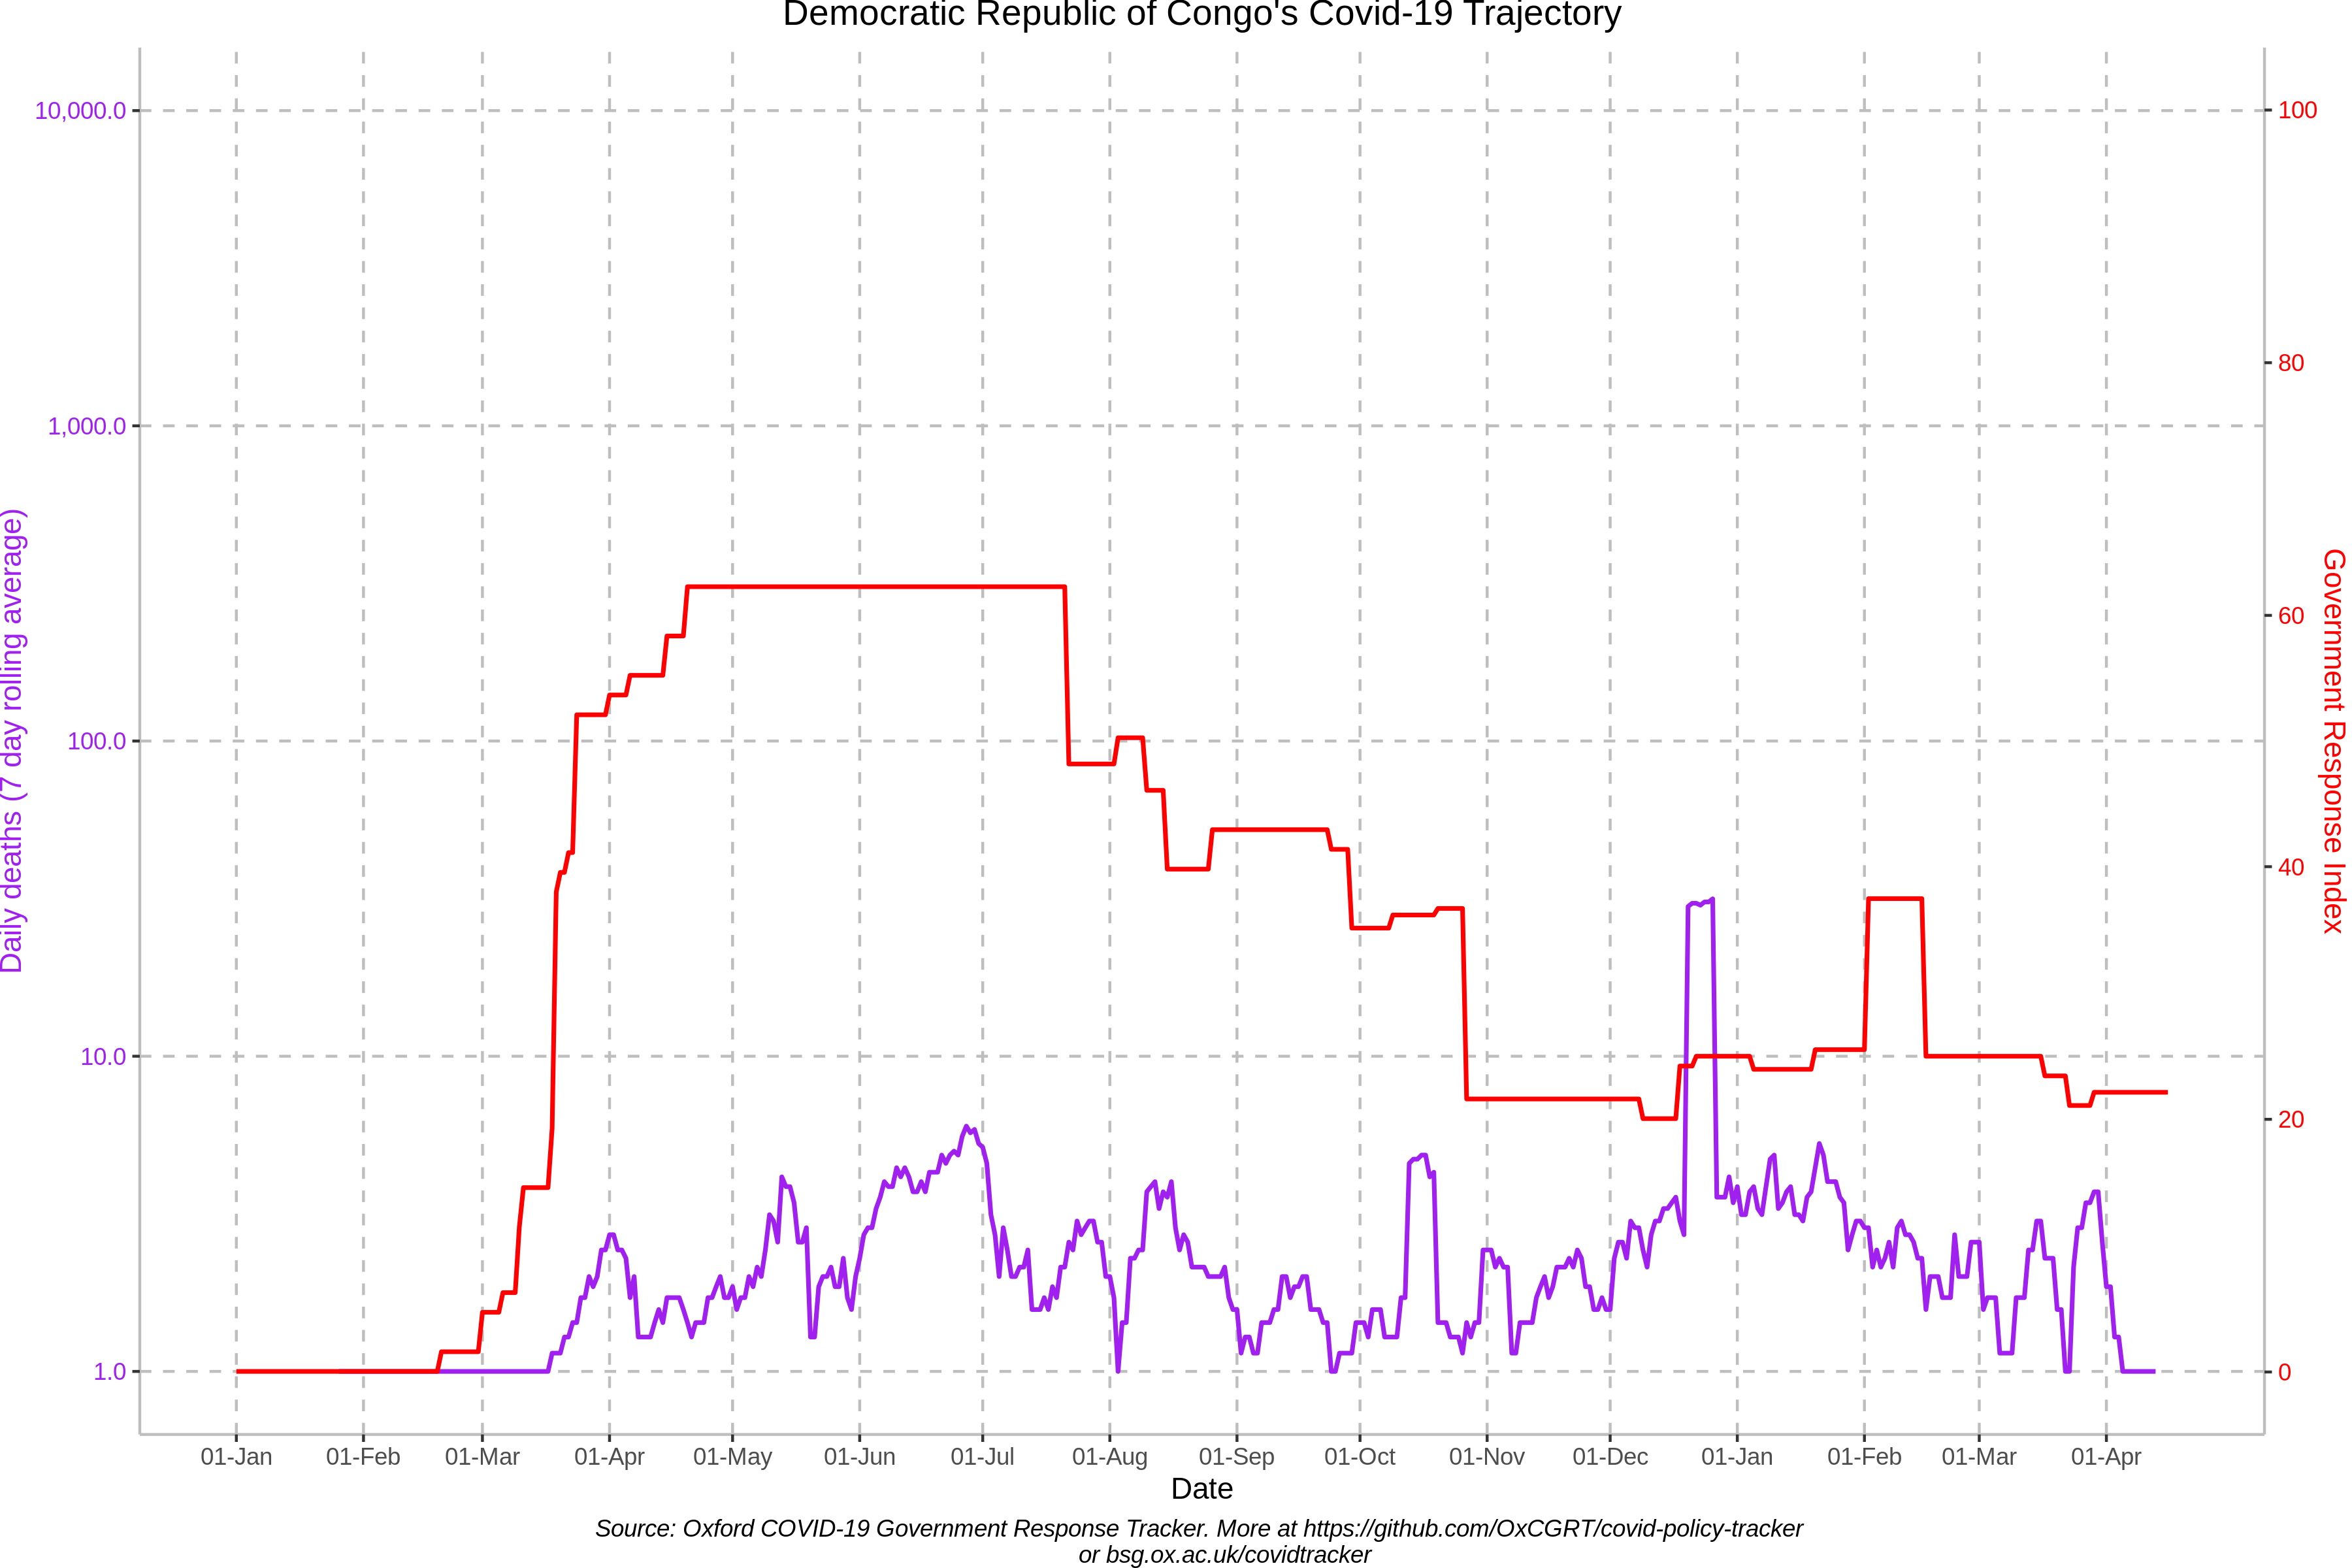 Democratic Republic of Congo's Covid-19 Trajectory
10,000.0
1,000.0
100.0
10.0
1.0
Daily deaths (7 day rolling average)
100
80
60
40
20
0
Government Response Index
01-Jan 01-Feb 01-Mar 01-Apr 01-May 01-Jun 01-Jul 01-Aug 01-Sep 01-Oct 01-Nov 01-Dec 01-Jan 01-Feb 01-Mar 01-Apr
Date
Source: Oxford COVID-19 Government Response Tracker. More at https://github.com/OxCGRT/covid-policy-tracker
or bsg.ox.ac.uk/covidtracker